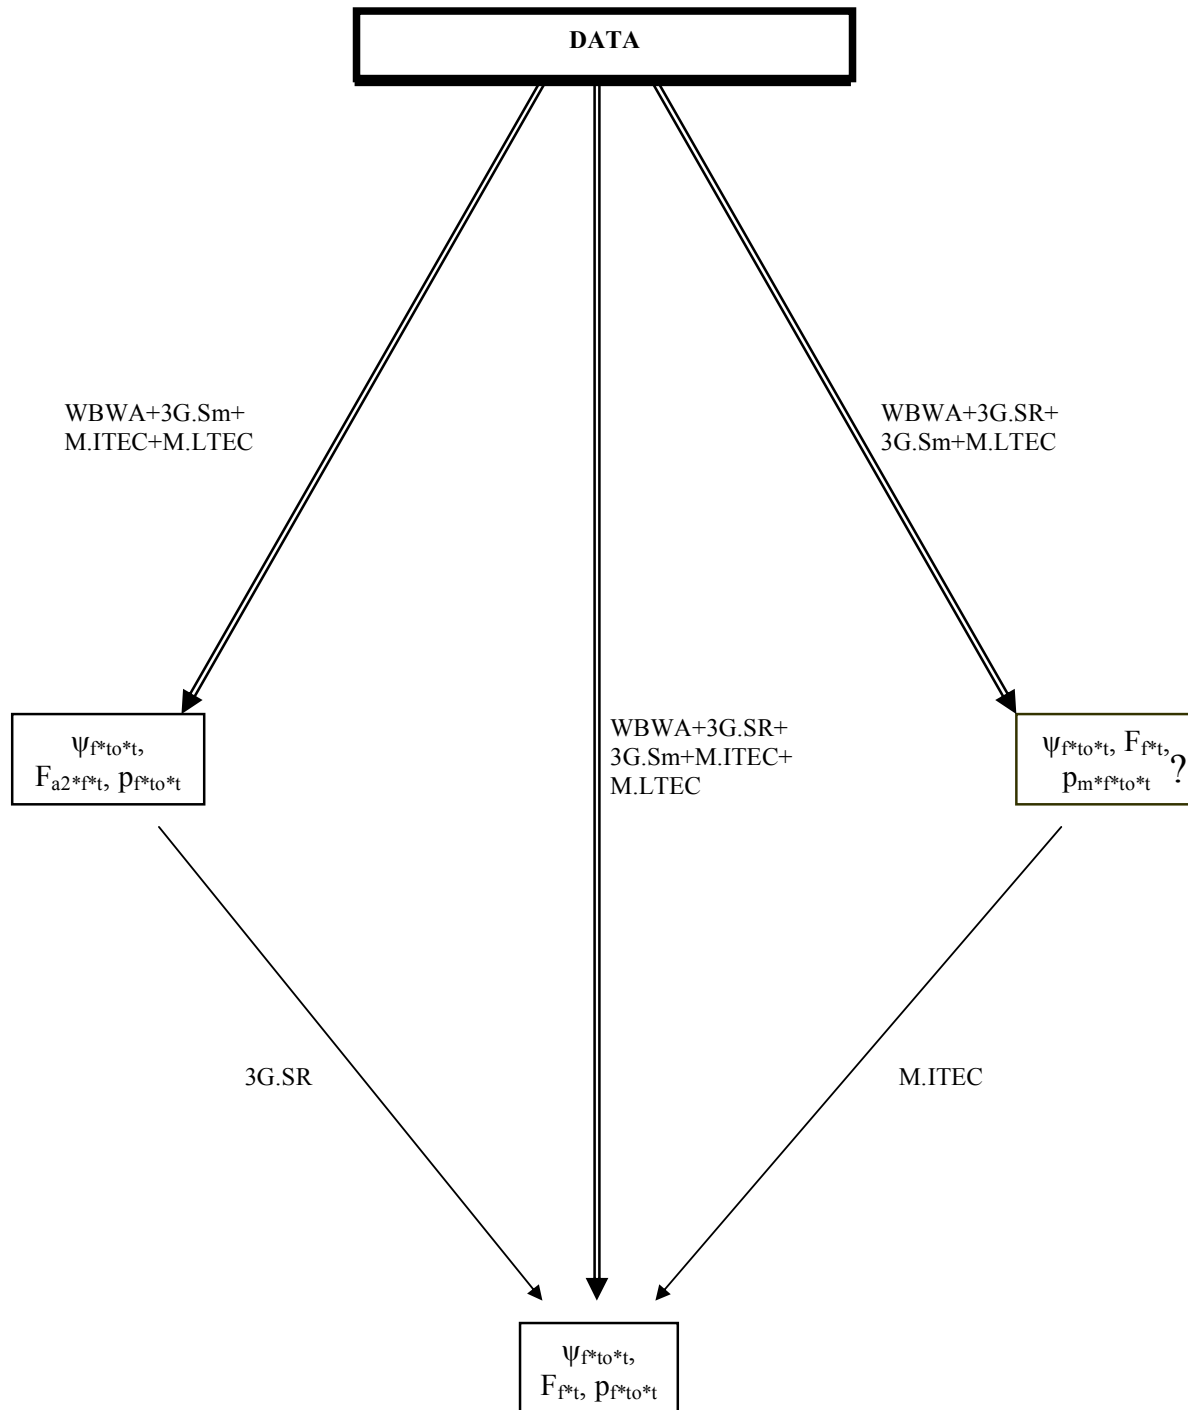 DATA
WBWA+3G.Sm+
M.ITEC+M.LTEC
WBWA+3G.SR+
3G.Sm+M.LTEC
WBWA+3G.SR+
3G.Sm+M.ITEC+
M.LTEC
ψf*to*t,
Fa2*f*t, pf*to*t
ψf*to*t, Ff*t,
pm*f*to*t ?
3G.SR
M.ITEC
ψf*to*t,
Ff*t, pf*to*t